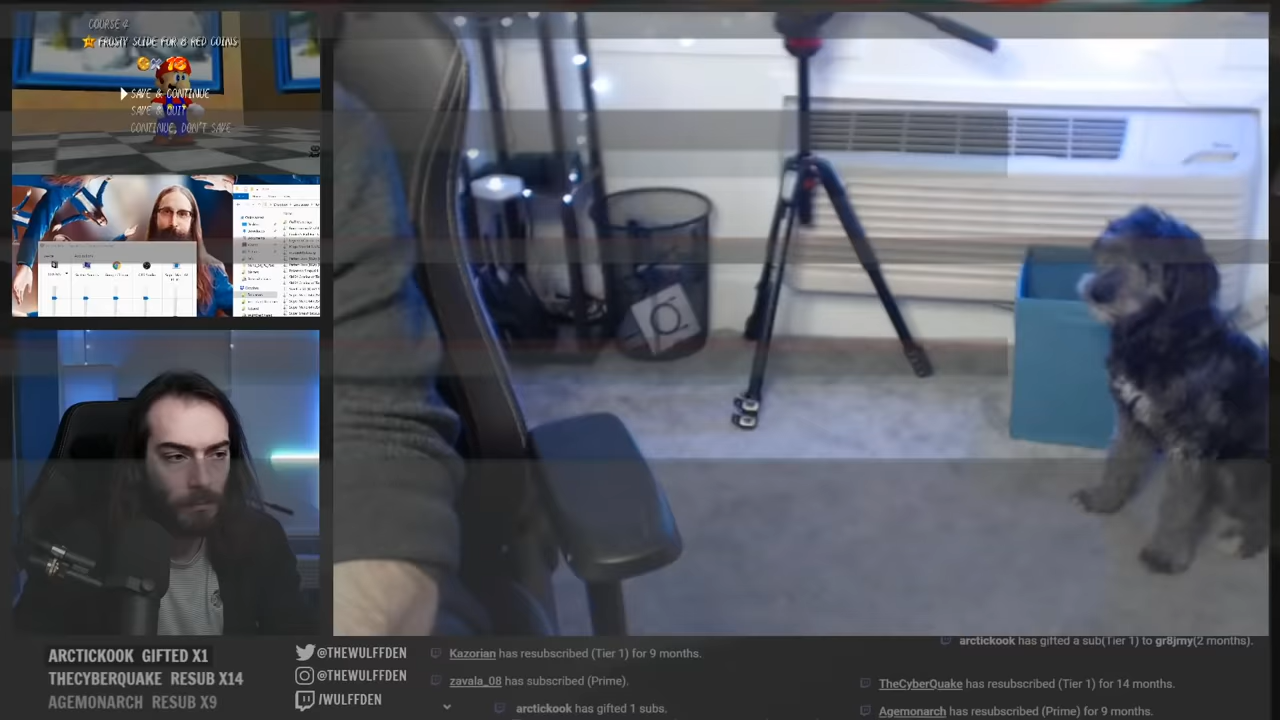 COURSE 4
FROSTY SLIDE FOR 8 RED COINS
SAVE & CONTINUE
SAVE & QUIT
CONTINUE, DON'T SAVE
ARCTICKOOK GIFTED X1
THECYBERQUAKE RESUB X14
AGEMONARCH RESUB X9
@THEWULFFDEN
@THEWULFFDEN
/WULFFDEN
Kazorian has resubscribed (Tier 1) for 9 months.
zavala_08 has subscribed (Prime).
arctickook has gifted 1 subs.
arctickook has gifted a sub(Tier 1) to gr8jrny(2 months).
TheCyberQuake has resubscribed (Tier 1) for 14 months.
Agemonarch has resubscribed (Prime) for 9 months.